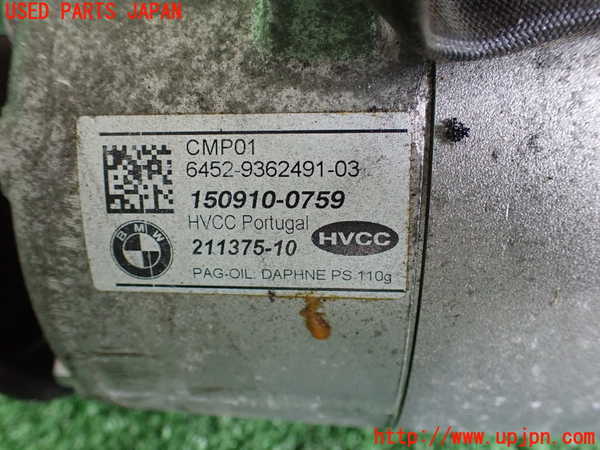 USED PARTS JAPAN
CMP01
6452-9362491-03
150910-0759
HVCC Portugal
211375-10
HVCC
BMW
PAG-OIL: DAPHNE PS 110g
http://www.upjpn.com/